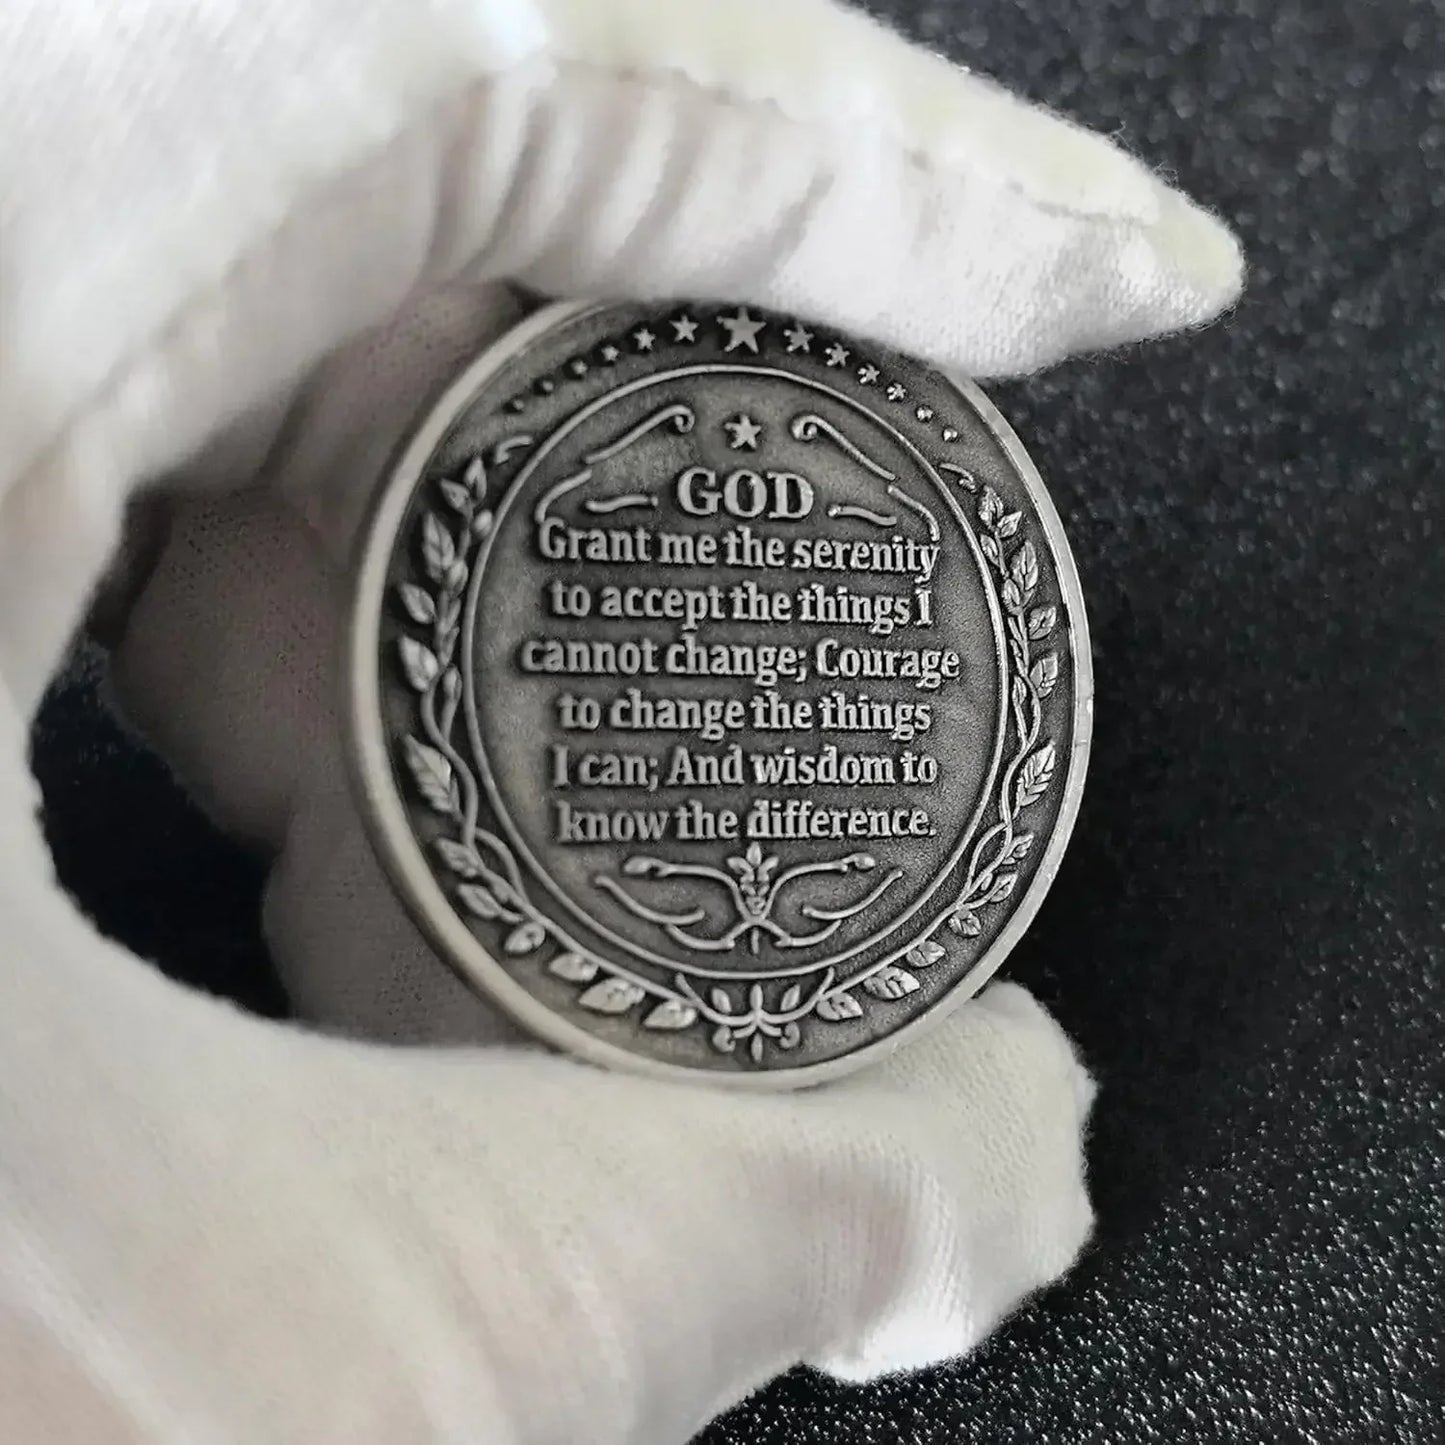 GOD
Grant me the serenity
to accept the things I
cannot change; Courage
to change the things
I can; And wisdom to
know the difference.